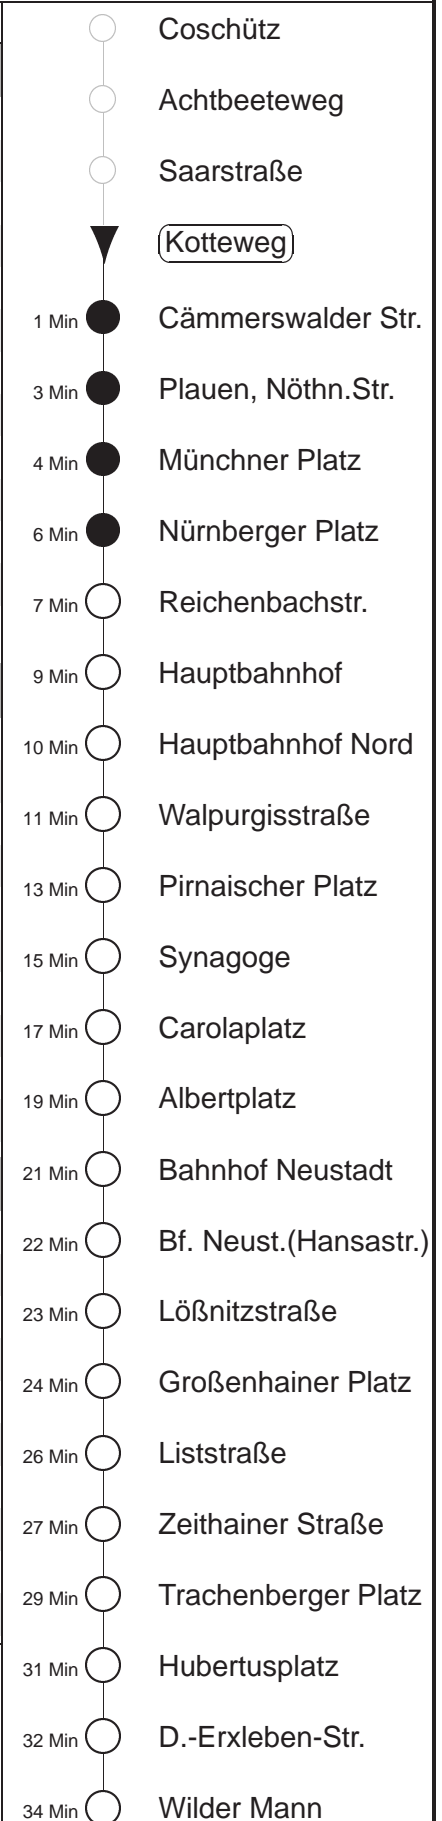 Coschütz
Achtbeeteweg
Saarstraße
Kotteweg
1 Min Cämmerswalder Str.
3 Min Plauen, Nöthn.Str.
4 Min Münchner Platz
6 Min Nürnberger Platz
7 Min Reichenbachstr.
9 Min Hauptbahnhof
10 Min Hauptbahnhof Nord
11 Min Walpurgisstraße
13 Min Pirnaischer Platz
15 Min Synagoge
17 Min Carolaplatz
19 Min Albertplatz
21 Min Bahnhof Neustadt
22 Min Bf. Neust.(Hansastr.)
23 Min Lößnitzstraße
24 Min Großenhainer Platz
26 Min Liststraße
27 Min Zeithainer Straße
29 Min Trachenberger Platz
31 Min Hubertusplatz
32 Min D.-Erxleben-Str.
34 Min Wilder Mann